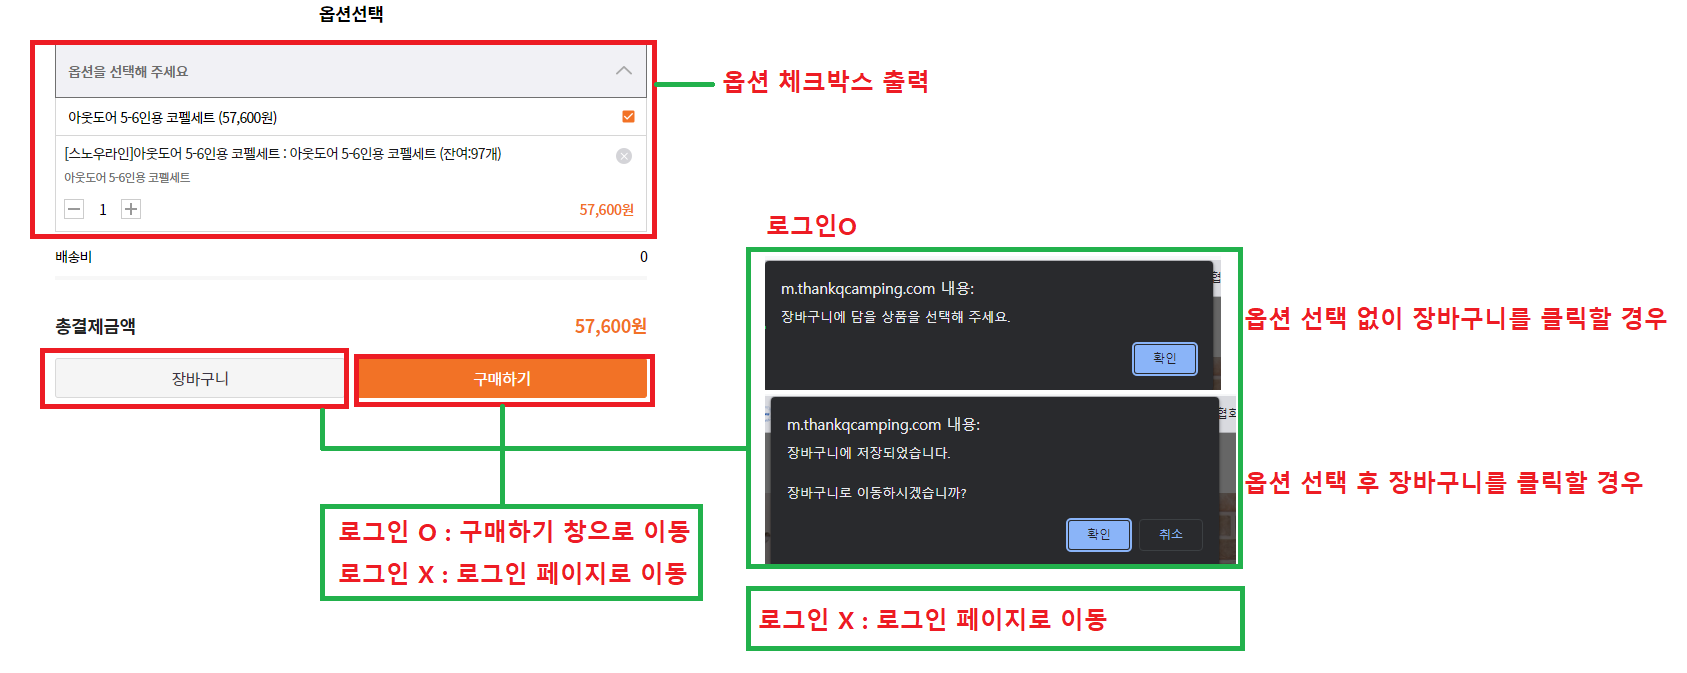 옵션선택
옵션을 선택해 주세요
아웃도어 5-6인용 코펠세트 (57,600원)
[스노우라인]아웃도어 5-6인용 코펠세트 : 아웃도어 5-6인용 코펠세트 (잔여:97개)
아웃도어 5-6인용 코펠세트
1
57,600원
배송비
0
총결제금액
57,600원
장바구니
구매하기
옵션 체크박스 출력
로그인 O : 구매하기 창으로 이동
로그인 X : 로그인 페이지로 이동
로그인O
협
m.thankqcamping.com 내용:
장바구니에 담을 상품을 선택해 주세요.
확인
옵션 선택 없이 장바구니를 클릭할 경우
m.thankqcamping.com 내용:
장바구니에 저장되었습니다.
장바구니로 이동하시겠습니까?
확인
취소
옵션 선택 후 장바구니를 클릭할 경우
로그인 X : 로그인 페이지로 이동